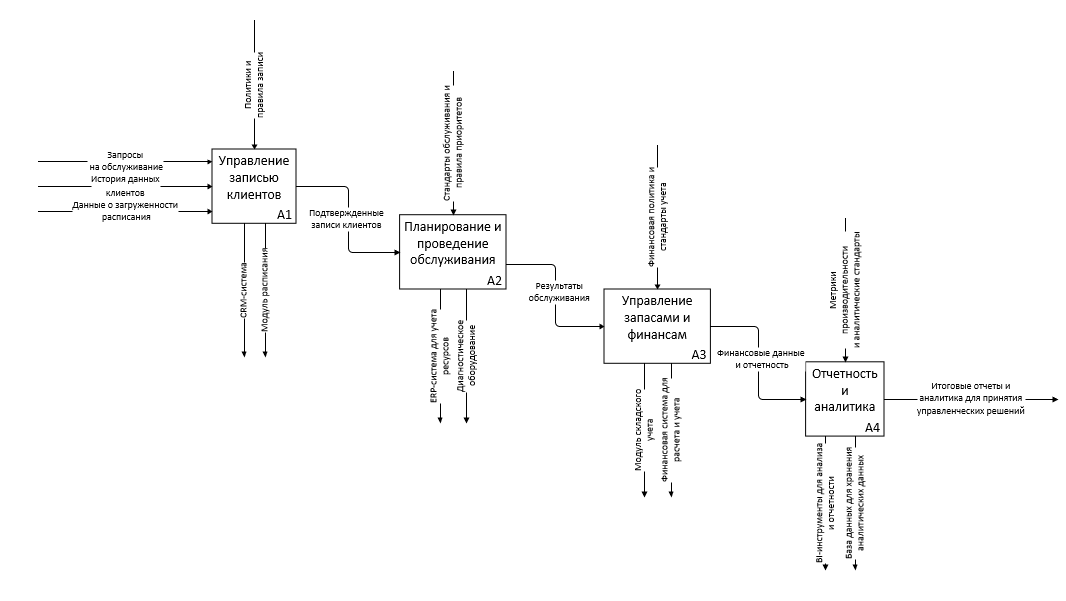 Политики и
правила записи
Запросы
на обслуживание
История данных
клиентов
Данные о загруженности
расписания
Управление
записью
клиентов
A1
CRM-система
Модуль расписания
Подтвержденные
записи клиентов
Стандарты обслуживания и
правила приоритетов
Планирование и
проведение
обслуживания
A2
ERP-система для учета
ресурсов
Диагностическое
оборудование
Результаты
обслуживания
Финансовая политика и
стандарты учета
Управление
запасами и
финансам
A3
Модуль складского
учета
Финансовая система для
расчета и учета
Финансовые данные
и отчетность
Метрики
производительности
и аналитические стандарты
Отчетность
и
аналитика
A4
BI-инструменты для анализа
и отчетности
База данных для хранения
аналитических данных
Итоговые отчеты и
аналитика для принятия
управленческих решений